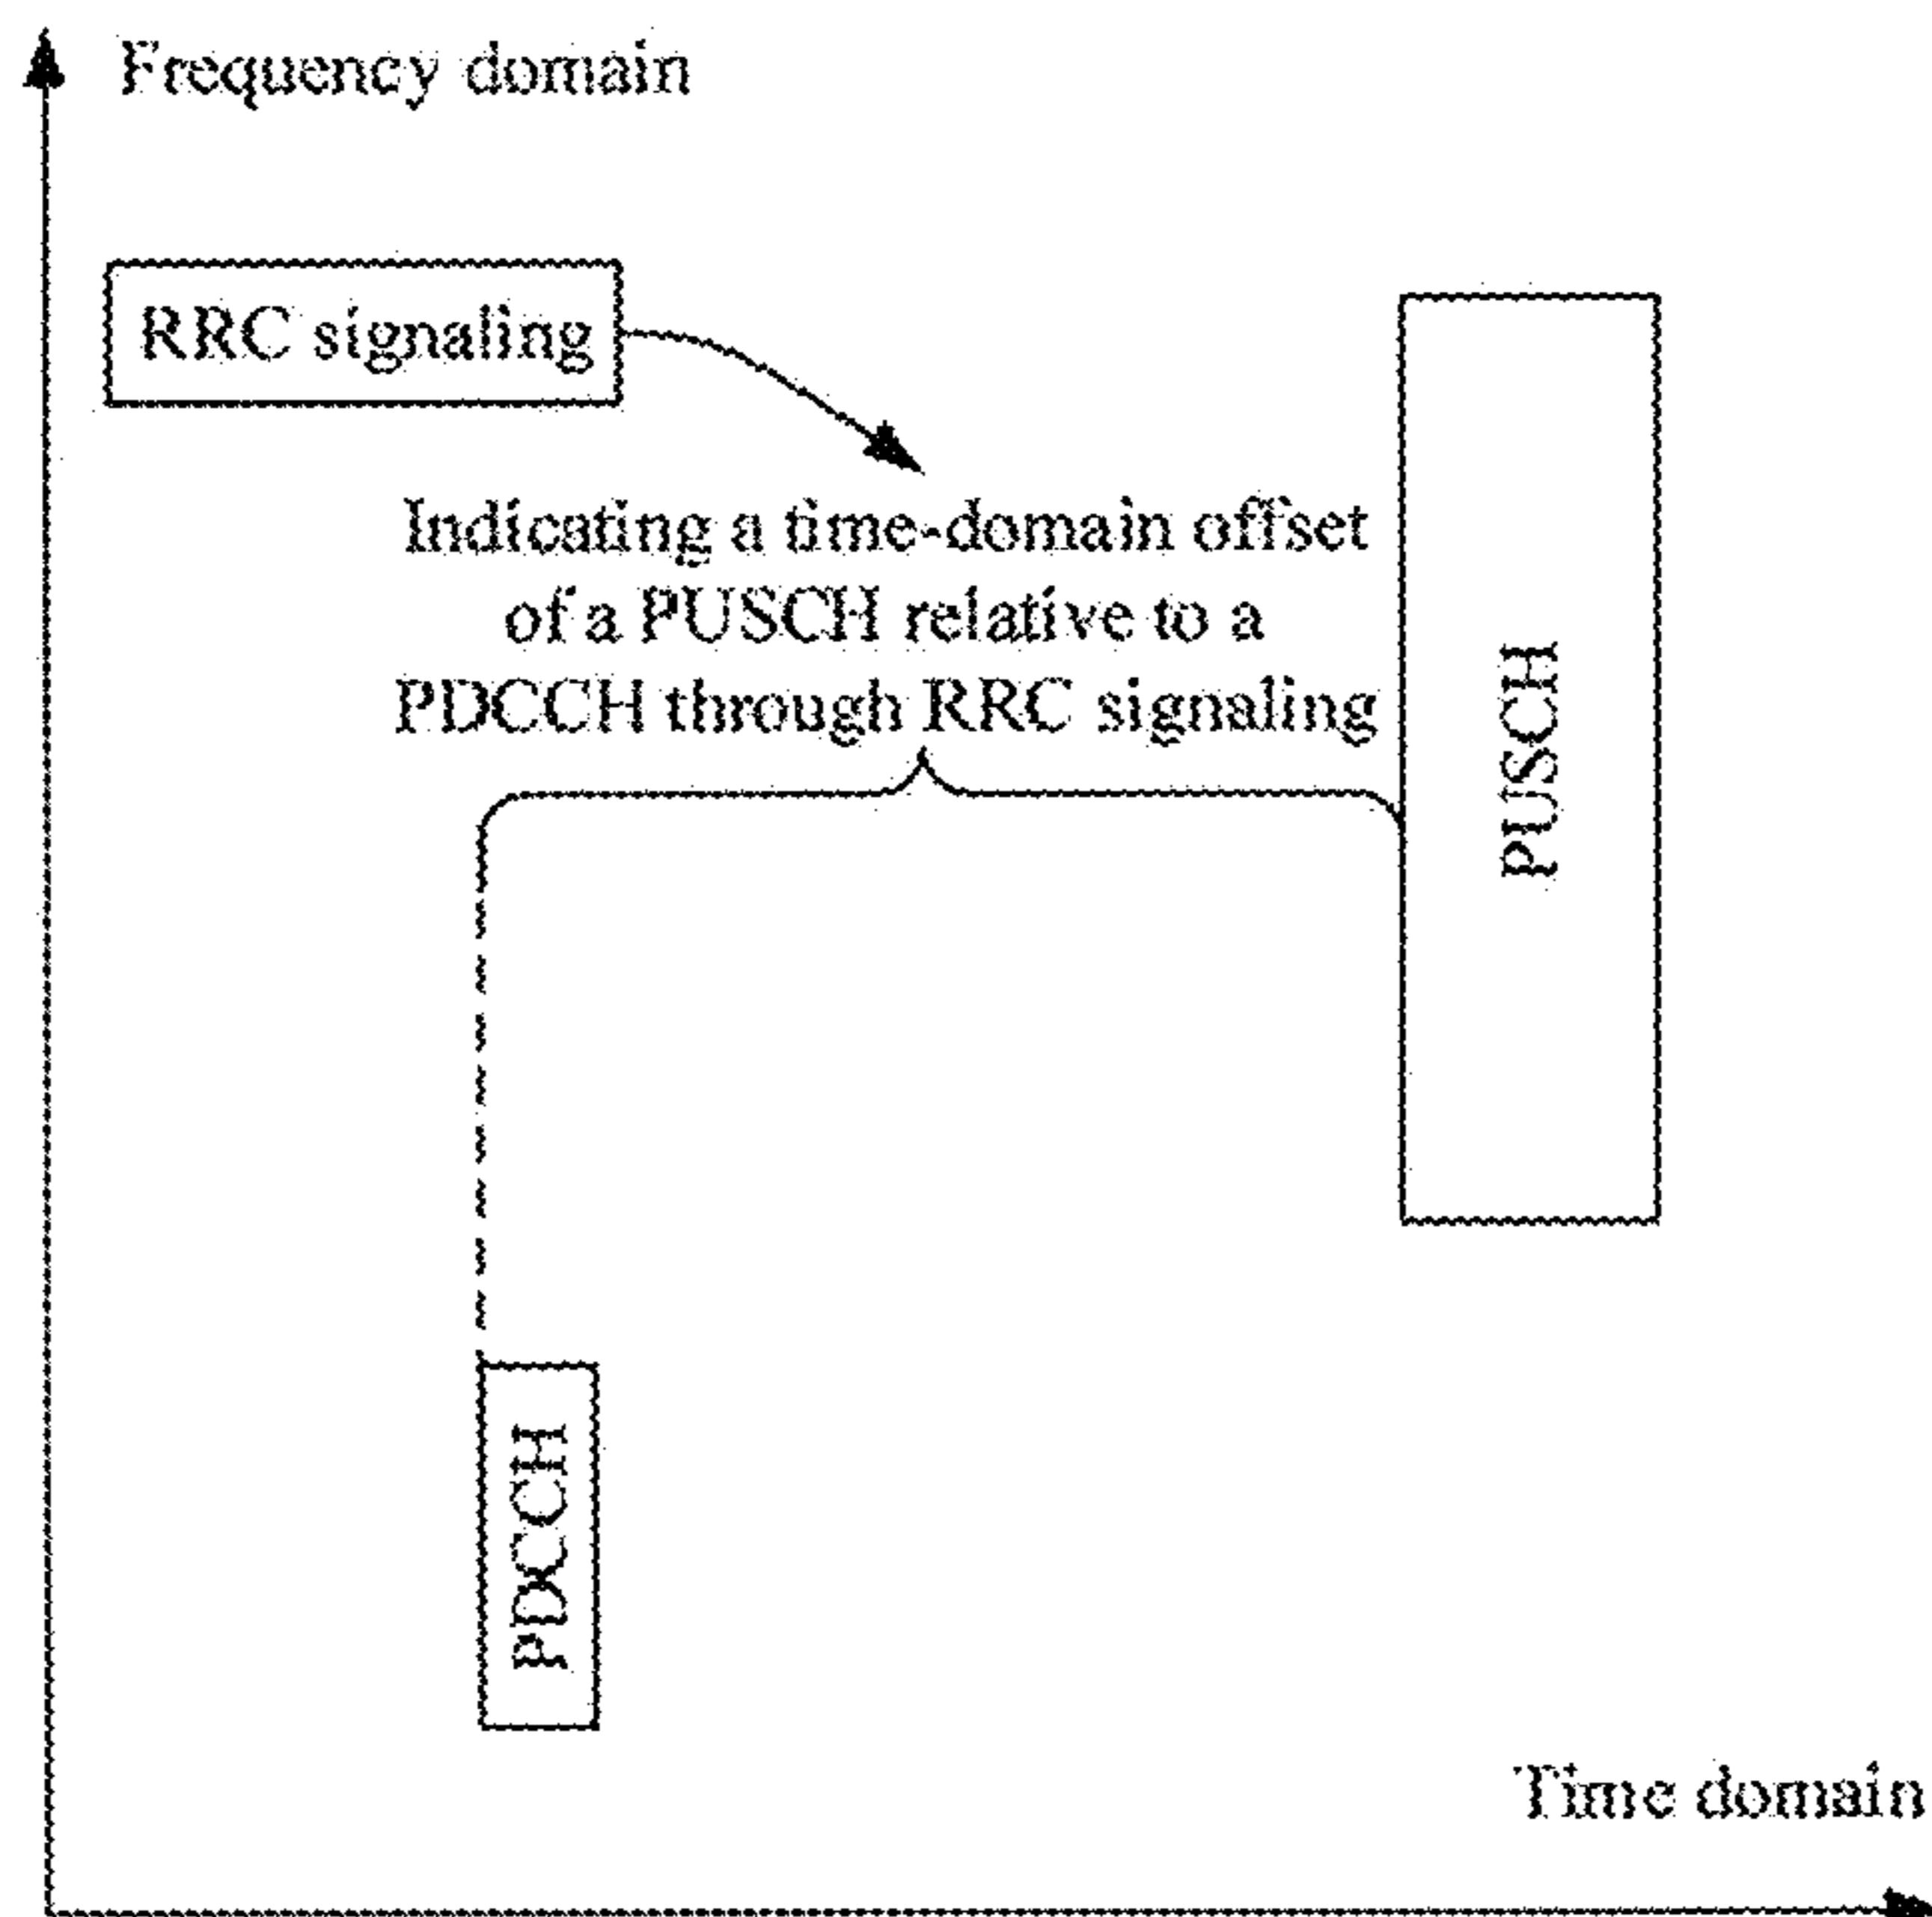 Frequency domain
RRC signaling
Indicating a time-domain offset
of a PUSCH relative to a
PDCCH through RRC signaling
PUSCH
PDCCH
Time domain